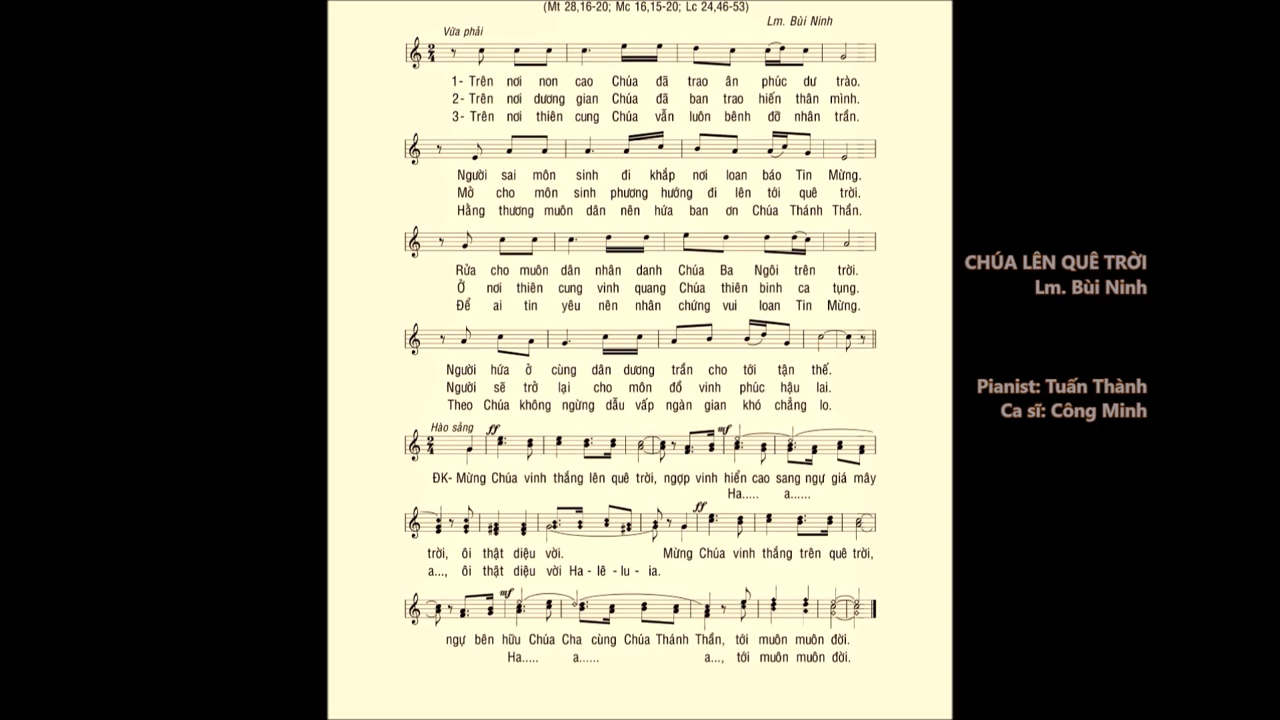 (Mt 28,16-20; Mc 16,15-20; Lc 24,46-53)
Lm. Bùi Ninh
Vừa phải
1- Trên nơi non cao Chúa đã trao ân phúc dư trào.
2- Trên nơi dương gian Chúa đã ban trao hiến thân mình.
3- Trên nơi thiên cung Chúa vẫn luôn bênh đỡ nhân trần.
Người sai môn sinh đi khắp nơi loan báo Tin Mừng.
Mở cho môn sinh phương hướng đi lên tới quê trời.
Hằng thương muôn dân nên hứa ban ơn Chúa Thánh Thần.
Rửa cho muôn dân nhân danh Chúa Ba Ngôi trên trời.
Ở nơi thiên cung vinh quang Chúa thiên binh ca tụng.
Để ai tin yêu nên nhân chứng vui loan Tin Mừng.
Người hứa ở cùng dân dương trần cho tới tận thế.
Người sẽ trở lại cho môn đồ vinh phúc hậu lai.
Theo Chúa không ngừng dẫu vấp ngàn gian khó chẳng lo.
Hào sảng ff
mf
ĐK- Mừng Chúa vinh thắng lên quê trời, ngợp vinh hiển cao sang ngự giá mây
Ha..... a......
ff
trời, ôi thật diệu vời. Mừng Chúa vinh thắng trên quê trời,
a..., ôi thật diệu vời Ha - lê - lu - ia.
mf
ngự bên hữu Chúa Cha cùng Chúa Thánh Thần, tới muôn muôn đời.
Ha..... a...... a..., tới muôn muôn đời.
CHÚA LÊN QUÊ TRỜI
Lm. Bùi Ninh
Pianist: Tuấn Thành
Ca sĩ: Công Minh